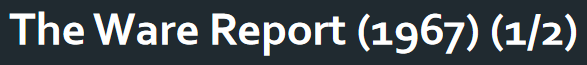 The Ware Report (1967) (1/2)